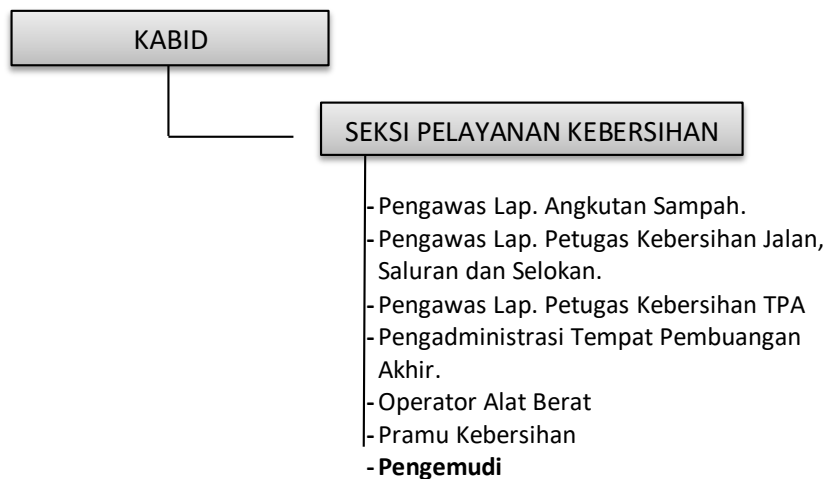 KABID
SEKSI PELAYANAN KEBERSIHAN
- Pengawas Lap. Angkutan Sampah.
- Pengawas Lap. Petugas Kebersihan Jalan,
Saluran dan Selokan.
- Pengawas Lap. Petugas Kebersihan TPA
- Pengadministrasi Tempat Pembuangan
Akhir.
- Operator Alat Berat
- Pramu Kebersihan
- Pengemudi